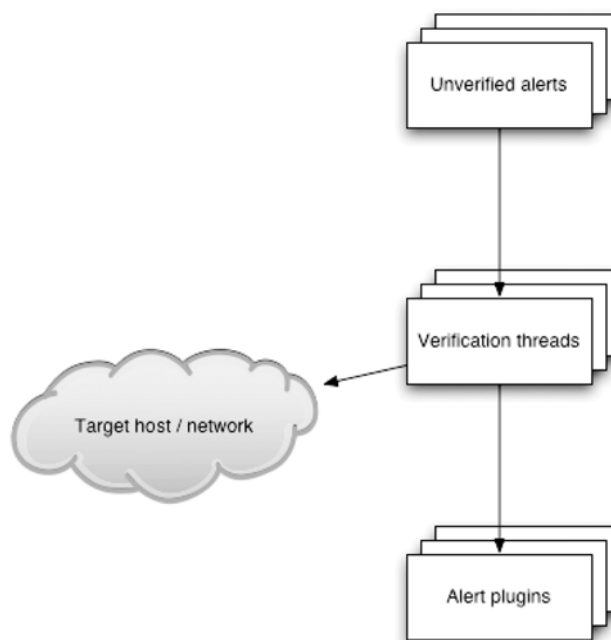 Unverified alerts
Verification threads
Target host / network
Alert plugins